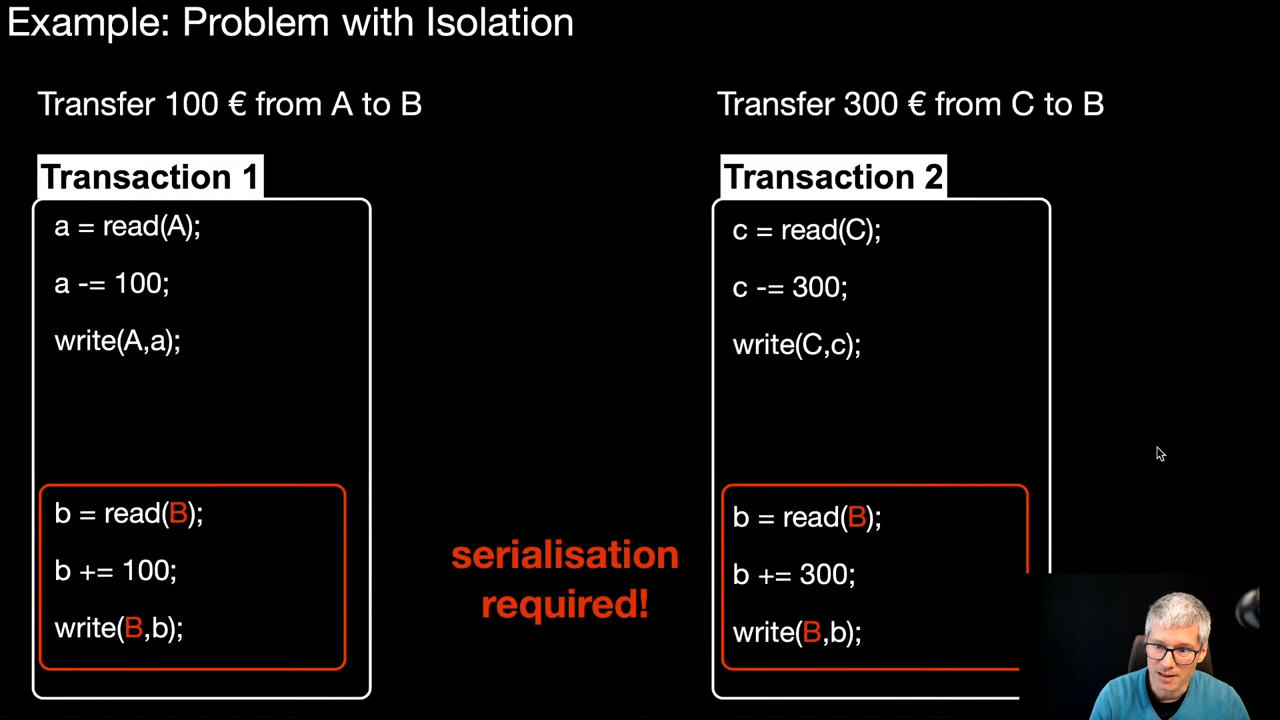 Example: Problem with Isolation
Transfer 100 € from A to B
Transaction 1
a = read(A);
a -= 100;
write(A,a);
b = read(B);
b += 100;
write(B,b);
serialisation
required!
Transfer 300 € from C to B
Transaction 2
c = read(C);
c -= 300;
write(C,c);
b = read(B);
b += 300;
write(B,b);